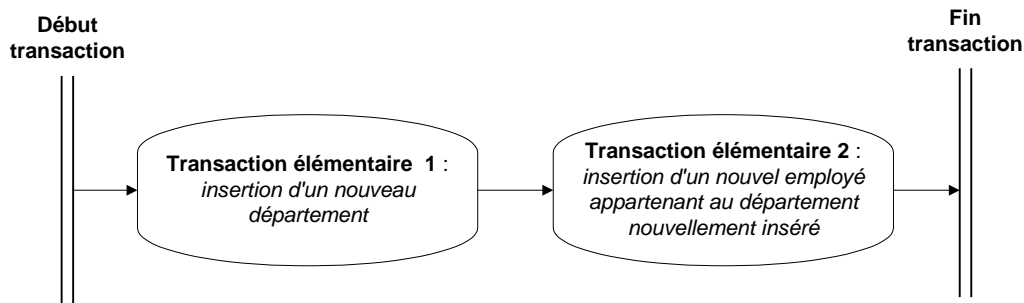 Début
transaction
Fin
transaction
Transaction élémentaire 1 :
insertion d'un nouveau
département
Transaction élémentaire 2 :
insertion d'un nouvel employé
appartenant au département
nouvellement inséré